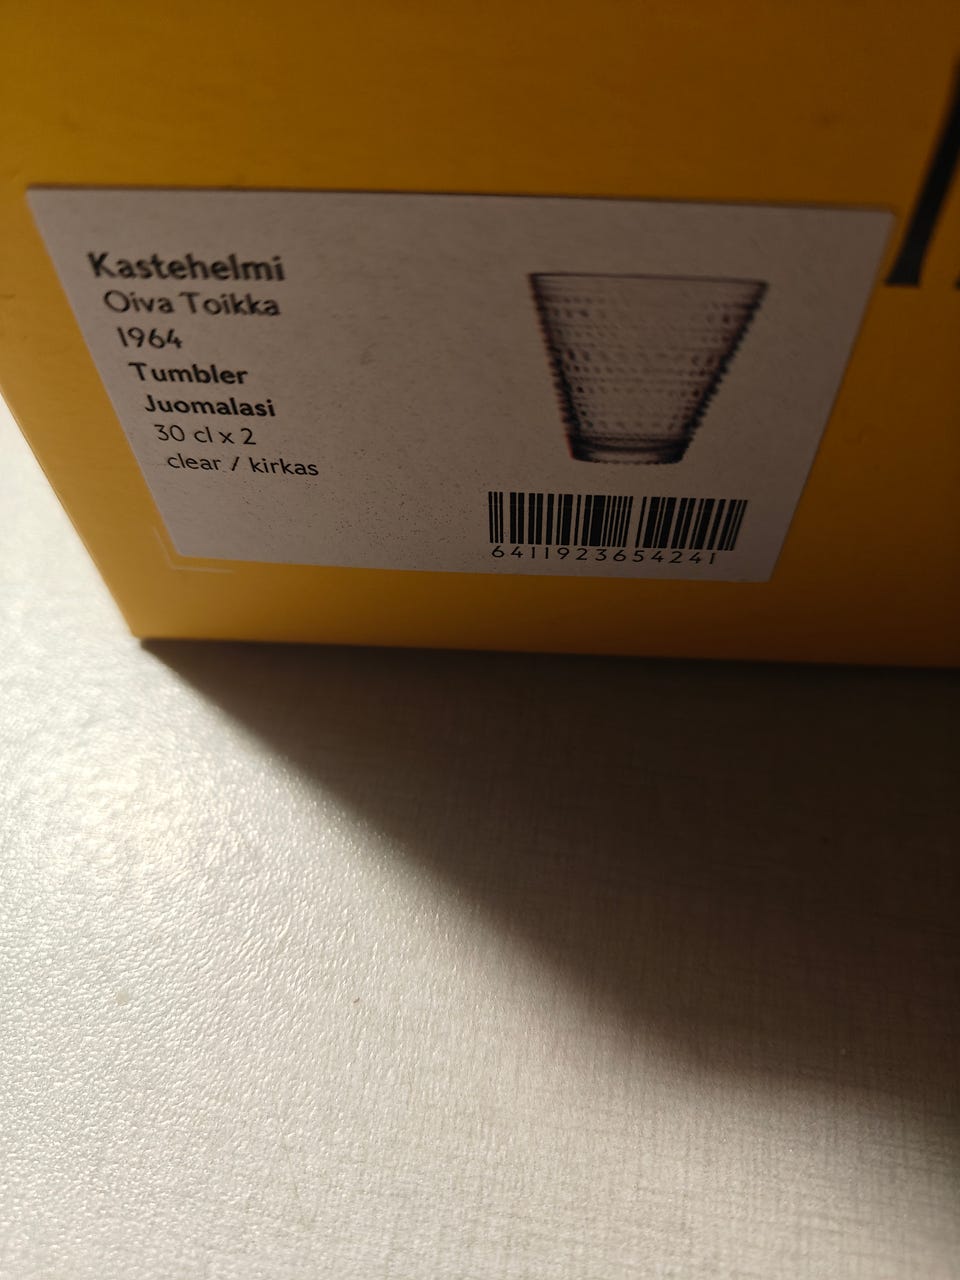 Kastehelmi
Oiva Toikka
1964
Tumbler
Juomalasi
30 cl x 2
clear / kirkas
6411923654241